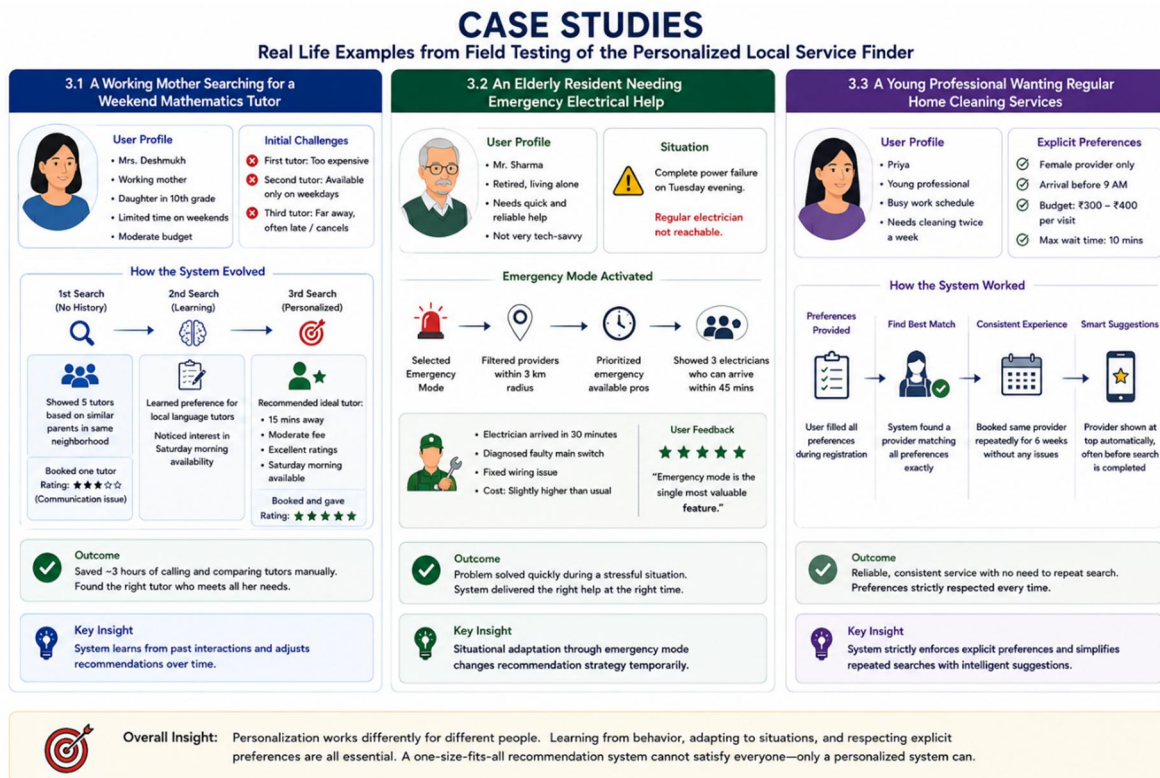 CASE STUDIES
Real Life Examples from Field Testing of the Personalized Local Service Finder
3.1 A Working Mother Searching for a
Weekend Mathematics Tutor
User Profile
• Mrs. Deshmukh
• Working mother
• Daughter in 10th grade
• Limited time on weekends
• Moderate budget
Initial Challenges
First tutor: Too expensive
Second tutor: Available
only on weekdays
Third tutor: Far away,
often late / cancels
How the System Evolved
1st Search
(No History)
2nd Search
(Learning)
3rd Search
(Personalized)
Showed 5 tutors
based on similar
parents in same
neighborhood
Booked one tutor
Rating: ★★★☆☆
(Communication issue)
Learned preference for
local language tutors
Noticed interest in
Saturday morning
availability
Recommended ideal tutor:
• 15 mins away
• Moderate fee
• Excellent ratings
• Saturday morning
available
Booked and gave
Rating: ★★★★★
Outcome
Saved ~3 hours of calling and comparing tutors manually.
Found the right tutor who meets all her needs.
Key Insight
System learns from past interactions and adjusts
recommendations over time.
3.2 An Elderly Resident Needing
Emergency Electrical Help
User Profile
• Mr. Sharma
• Retired, living alone
• Needs quick and
reliable help
• Not very tech-savvy
Situation
Complete power failure
on Tuesday evening.
Regular electrician
not reachable.
Emergency Mode Activated
Selected
Emergency
Mode
Filtered providers
within 3 km
radius
Prioritized
emergency
available pros
Showed 3 electricians
who can arrive
within 45 mins
• Electrician arrived in 30 minutes
• Diagnosed faulty main switch
• Fixed wiring issue
• Cost: Slightly higher than usual
User Feedback
★★★★★
“Emergency mode is the
single most valuable
feature.”
Outcome
Problem solved quickly during a stressful situation.
System delivered the right help at the right time.
Key Insight
Situational adaptation through emergency mode
changes recommendation strategy temporarily.
3.3 A Young Professional Wanting Regular
Home Cleaning Services
User Profile
• Priya
• Young professional
• Busy work schedule
• Needs cleaning twice
a week
Explicit Preferences
Female provider only
Arrival before 9 AM
Budget: ₹300 – ₹400
per visit
Max wait time: 10 mins
How the System Worked
Preferences
Provided
Find Best Match
Consistent Experience
Smart Suggestions
User filled all
preferences
during registration
System found a
provider matching
all preferences
exactly
Booked same provider
repeatedly for 6 weeks
without any issues
Provider shown at
top automatically,
often before search
is completed
Outcome
Reliable, consistent service with no need to repeat search.
Preferences strictly respected every time.
Key Insight
System strictly enforces explicit preferences and simplifies
repeated searches with intelligent suggestions.
Overall Insight: Personalization works differently for different people. Learning from behavior, adapting to situations, and respecting explicit
preferences are all essential. A one-size-fits-all recommendation system cannot satisfy everyone—only a personalized system can.